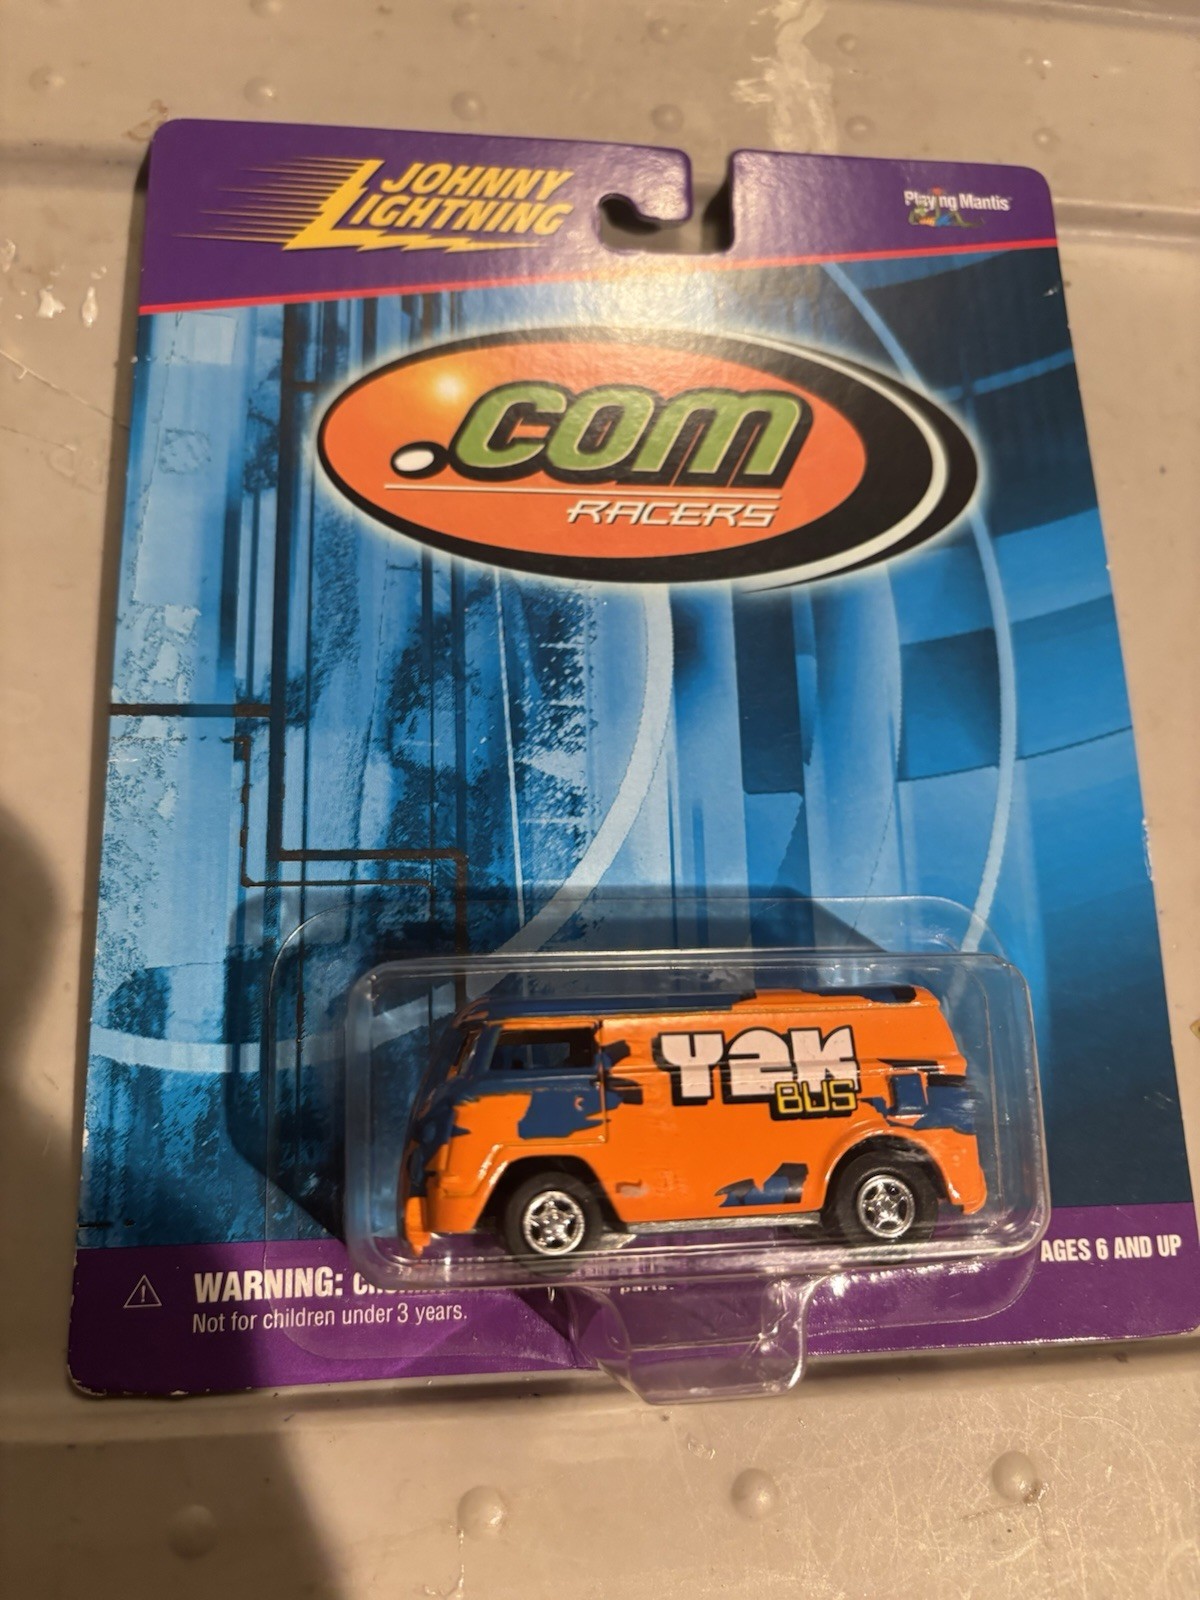 JOHNNY
LIGHTNING
Playing Mantis
.com
RACERS
Y2K
BUS
WARNING:
parts.
Not for children under 3 years.
AGES 6 AND UP